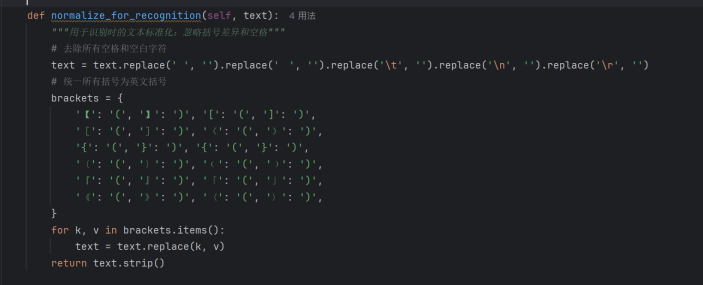 def normalize_for_recognition(self, text): 4 用法
"""用于识别时的文本标准化：忽略括号差异和空格"""
# 去除所有空格和空白字符
text = text.replace(' ', '').replace('　', '').replace('\t', '').replace('\n', '').replace('\r', '')
# 统一所有括号为英文括号
brackets = {
'【': '(', '】': ')', '[': '(', ']': ')',
'〔': '(', '〕': ')', '〈': '(', '〉': ')',
'{': '(', '}': ')', '{': '(', '}': ')',
'（': '(', '）': ')', '（': '(', '）': ')',
'『': '(', '』': ')', '「': '(', '」': ')',
'《': '(', '》': ')', '〈': '(', '〉': ')',
}
for k, v in brackets.items():
text = text.replace(k, v)
return text.strip()